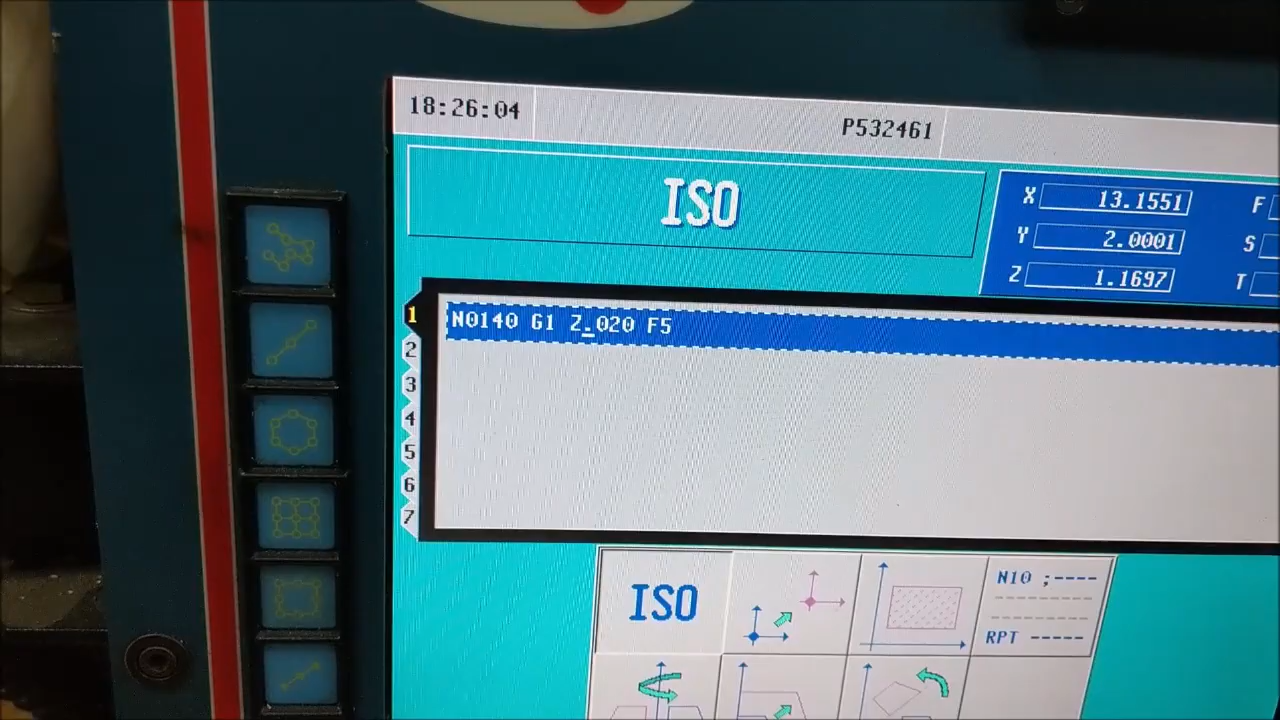 18:26:04
P532461
ISO
X 13.1551 F
Y 2.0001 S
Z 1.1697 T
1 N0140 G1 Z.020 F5
2
3
4
5
6
7
ISO
N10 ;----
RPT -----